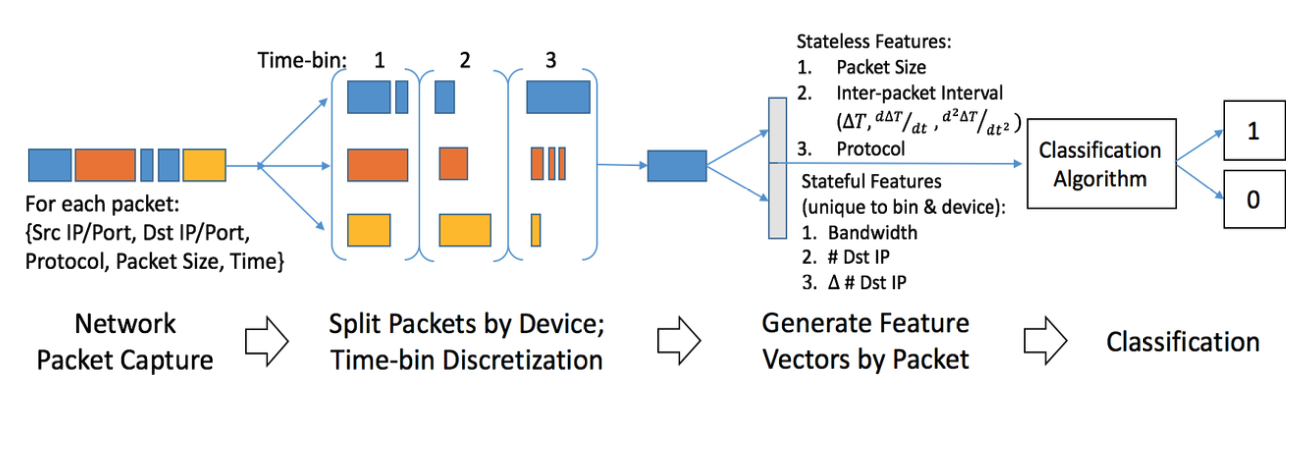 Time-bin: 1 2 3
For each packet:
{Src IP/Port, Dst IP/Port,
Protocol, Packet Size, Time}
Stateless Features:
1. Packet Size
2. Inter-packet Interval
(ΔT, dΔT/dt , d²ΔT/dt² )
3. Protocol
Stateful Features
(unique to bin & device):
1. Bandwidth
2. # Dst IP
3. Δ # Dst IP
Classification
Algorithm
1
0
Network
Packet Capture
Split Packets by Device;
Time-bin Discretization
Generate Feature
Vectors by Packet
Classification